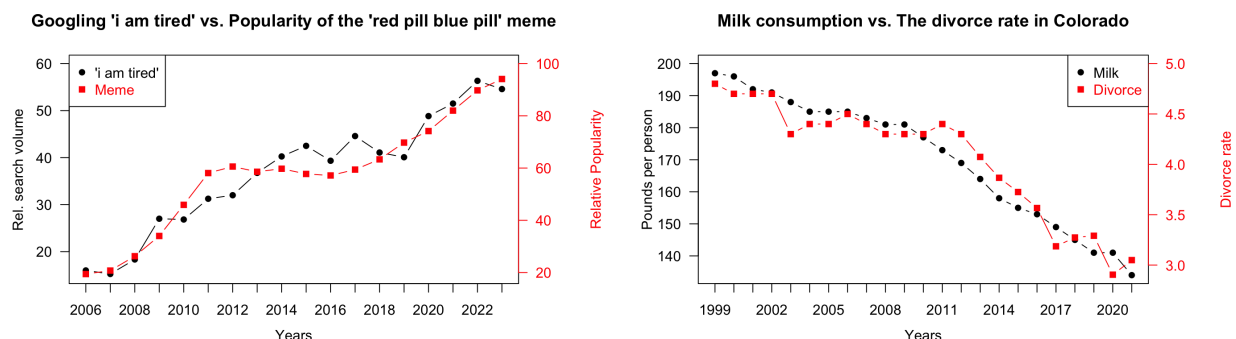 Googling 'i am tired' vs. Popularity of the 'red pill blue pill' meme
60
50
40
30
20
Rel. search volume
'i am tired'
Meme
100
80
60
40
20
Relative Popularity
2006 2008 2010 2012 2014 2016 2018 2020 2022
Years
Milk consumption vs. The divorce rate in Colorado
200
190
180
170
160
150
140
Pounds per person
Milk
Divorce
5.0
4.5
4.0
3.5
3.0
Divorce rate
1999 2002 2005 2008 2011 2014 2017 2020
Years